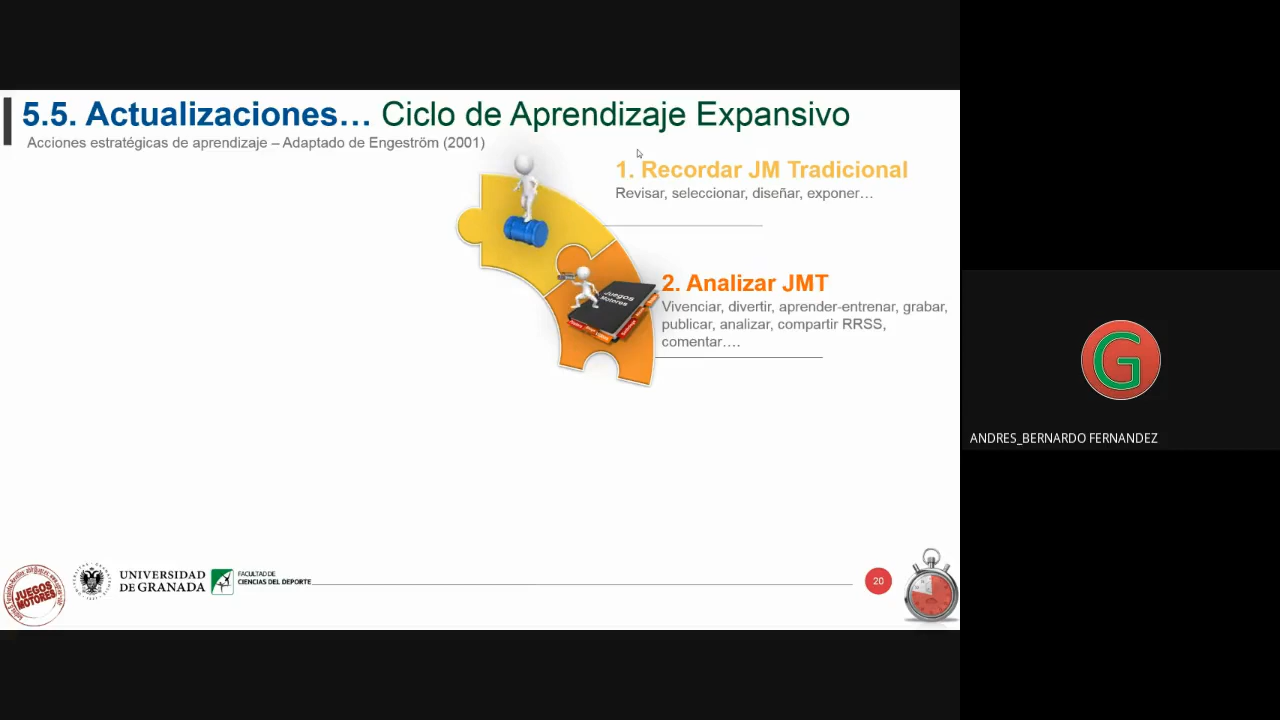 5.5. Actualizaciones… Ciclo de Aprendizaje Expansivo
Acciones estratégicas de aprendizaje – Adaptado de Engeström (2001)
1. Recordar JM Tradicional
Revisar, seleccionar, diseñar, exponer…
2. Analizar JMT
Vivenciar, divertir, aprender-entrenar, grabar,
publicar, analizar, compartir RRSS,
comentar….
Juegos
Motores
G
ANDRES_BERNARDO FERNANDEZ
JUEGOS
MOTORES
UNIVERSIDAD
DE GRANADA
FACULTAD DE
CIENCIAS DEL DEPORTE
20